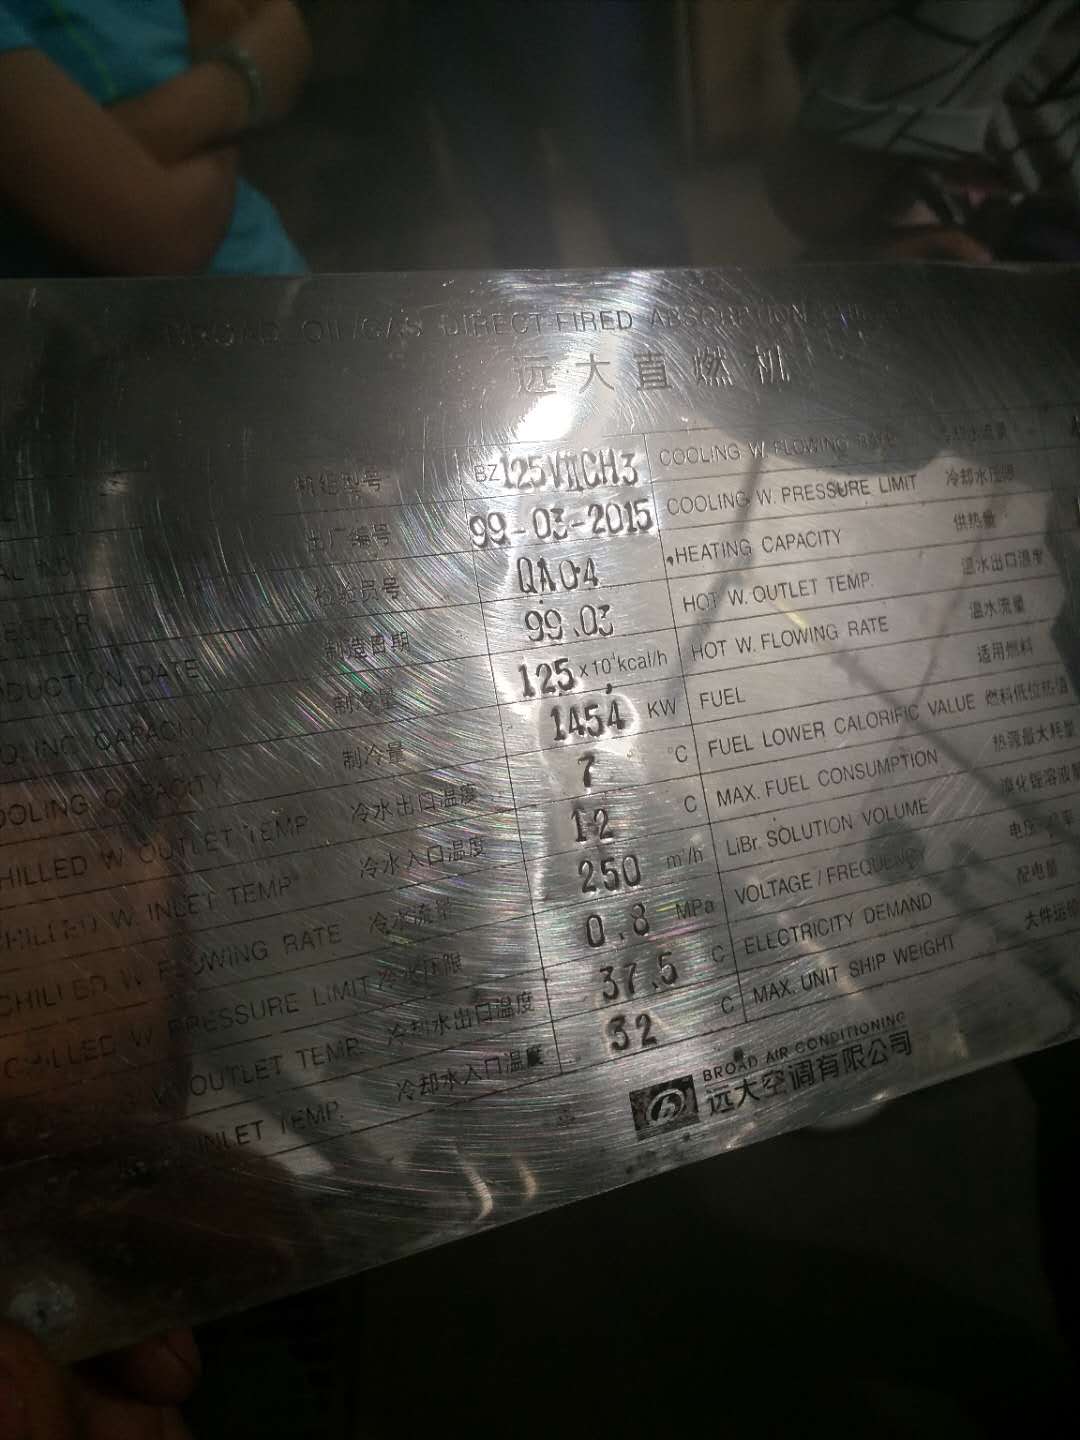 BROAD OIL/GAS DIRECT-FIRED ABSORPTION
远大直燃机
机组型号 BZ125VIICH3
出厂编号 99-03-2015
检验员号 QA04
DUCTION DATE 制造日期 99.03
CAPACITY 制冷量 125×10⁴kcal/h
OOLING CAPACITY 制冷量 1454 KW
HILLED W. OUTLET TEMP 冷水出口温度 7 °C
CHILLED W. INLET TEMP 冷水入口温度 12 C
CHILLED W. FLOWING RATE 冷水流量 250 m³/h
CHILLED W. PRESSURE LIMIT 冷水压限 0.8 MPa
W. OUTLET TEMP. 冷却水出口温度 37.5 C
INLET TEMP. 冷却水入口温度 32 C
COOLING W. FLOWING 冷却水流量
COOLING W. PRESSURE LIMIT 冷却水压限
HEATING CAPACITY 供热量
HOT W. OUTLET TEMP. 温水出口温度
HOT W. FLOWING RATE 温水流量
FUEL 适用燃料
FUEL LOWER CALORIFIC VALUE 燃料低位热值
MAX. FUEL CONSUMPTION 热源最大耗量
LiBr. SOLUTION VOLUME 溴化锂溶液
VOLTAGE/FREQUENCY 电压
ELECTRICITY DEMAND 配电量
MAX. UNIT SHIP WEIGHT 大件运输
BROAD AIR CONDITIONING
远大空调有限公司